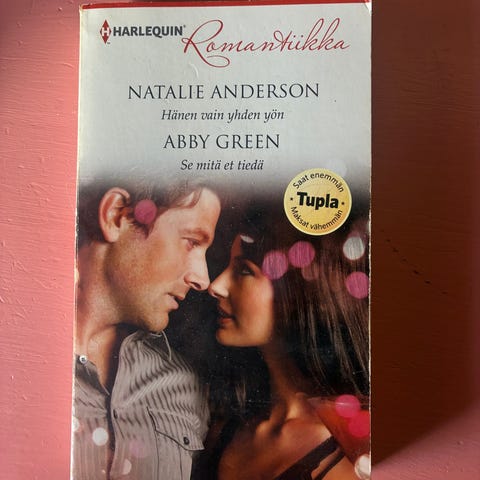 HARLEQUIN®
Romantiikka
NATALIE ANDERSON
Hänen vain yhden yön
ABBY GREEN
Se mitä et tiedä
Saat enemmän
Tupla
Maksat vähemmän